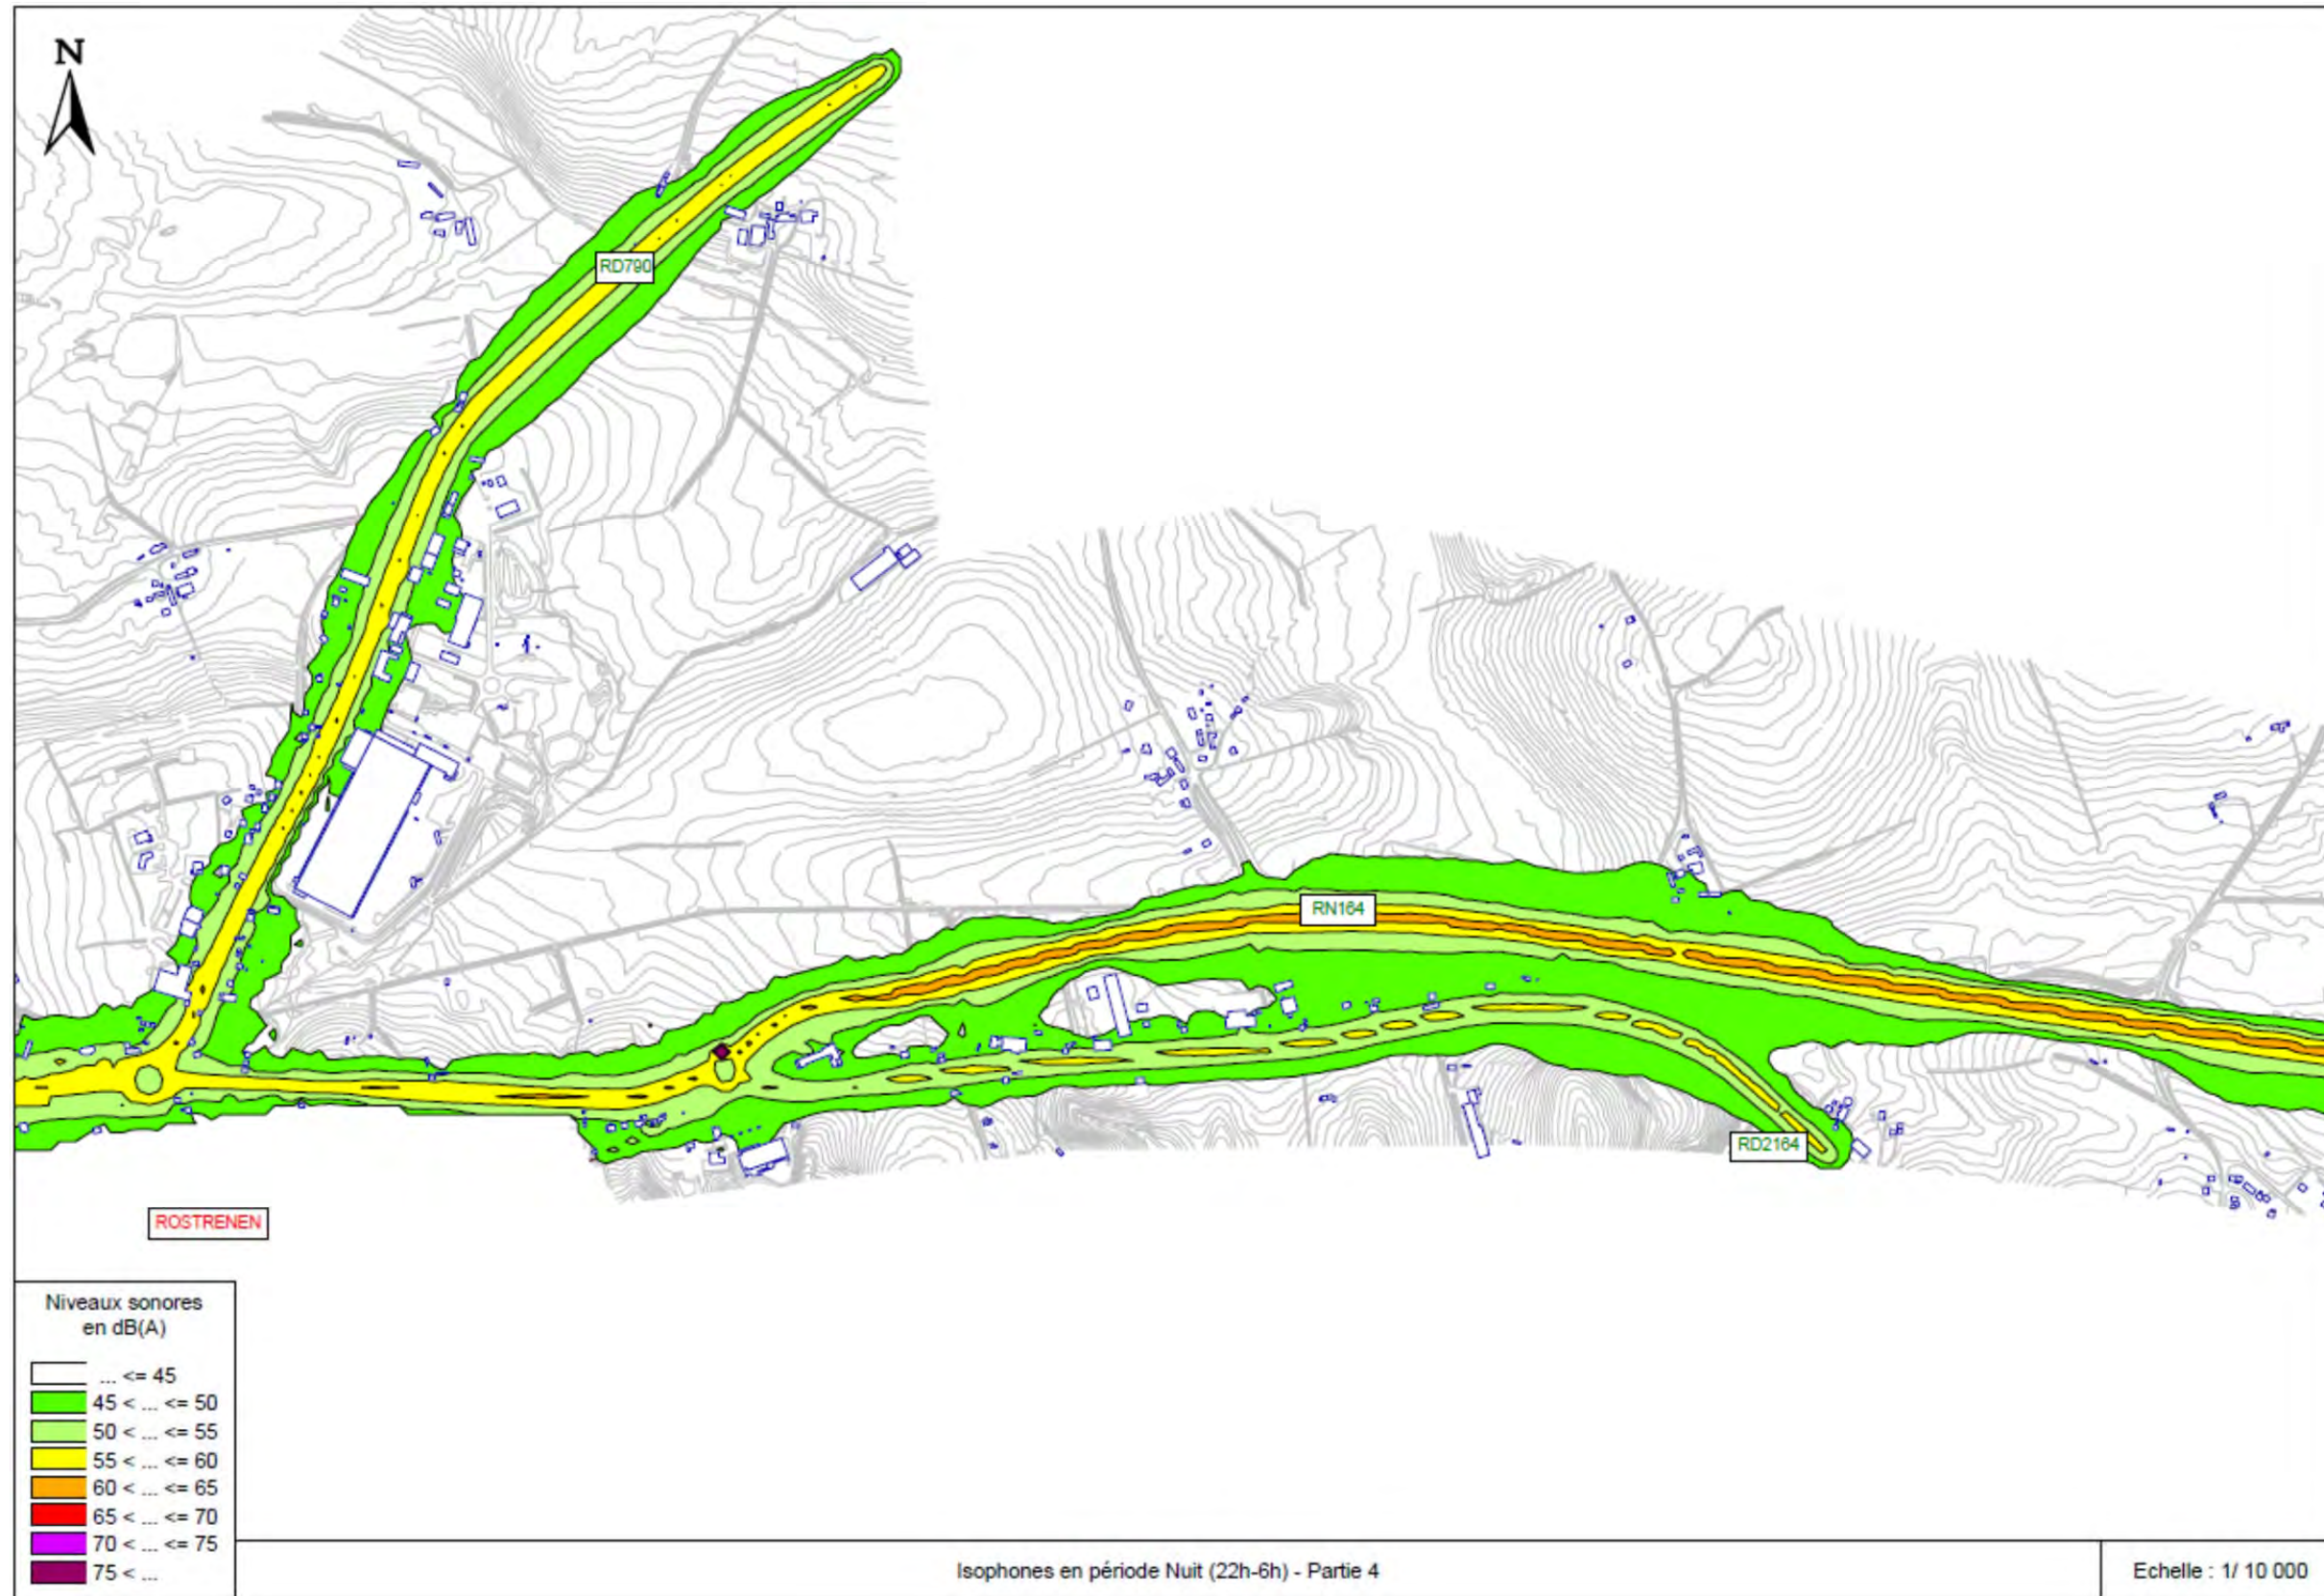 N
RD790
RN164
RD2164
ROSTRENEN
Niveaux sonores
en dB(A)
... <= 45
45 < ... <= 50
50 < ... <= 55
55 < ... <= 60
60 < ... <= 65
65 < ... <= 70
70 < ... <= 75
75 < ...
Isophones en période Nuit (22h-6h) - Partie 4
Echelle : 1/ 10 000